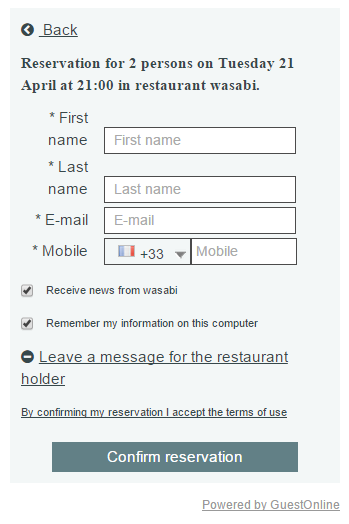 Back
Reservation for 2 persons on Tuesday 21
April at 21:00 in restaurant wasabi.
* First
name
First name
* Last
name
Last name
* E-mail
E-mail
* Mobile
+33
Mobile
Receive news from wasabi
Remember my information on this computer
Leave a message for the restaurant
holder
By confirming my reservation I accept the terms of use
Confirm reservation
Powered by GuestOnline